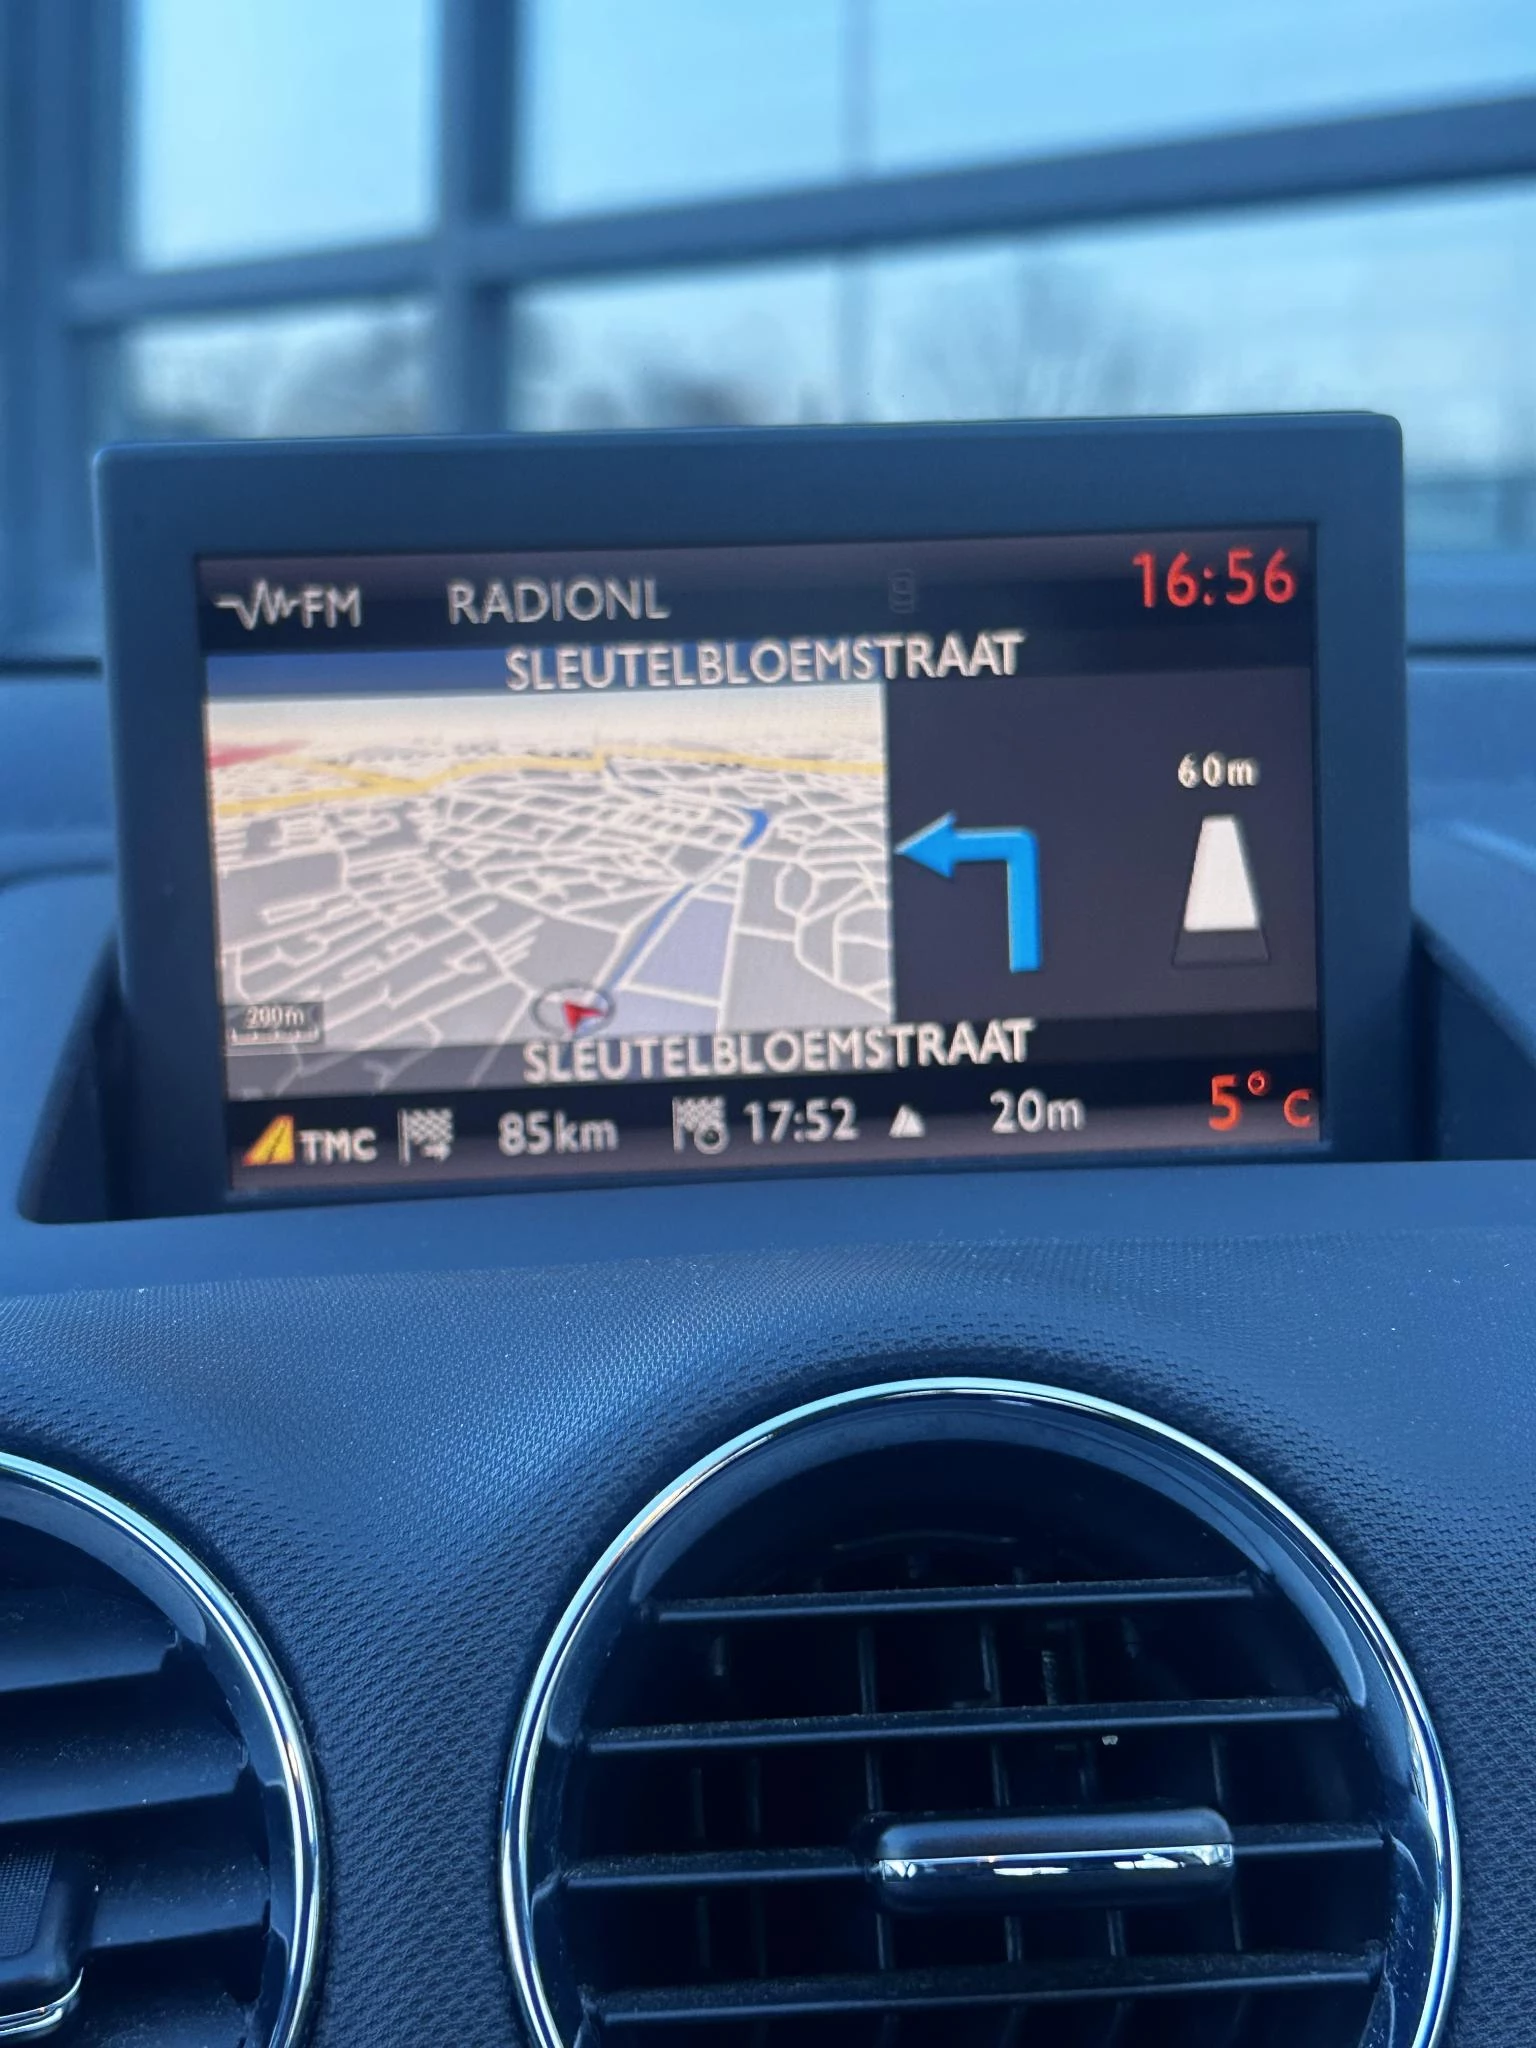 FM RADIONL 16:56
SLEUTELBLOEMSTRAAT
60m
200m
SLEUTELBLOEMSTRAAT
TMC 85km 17:52 20m 5°C